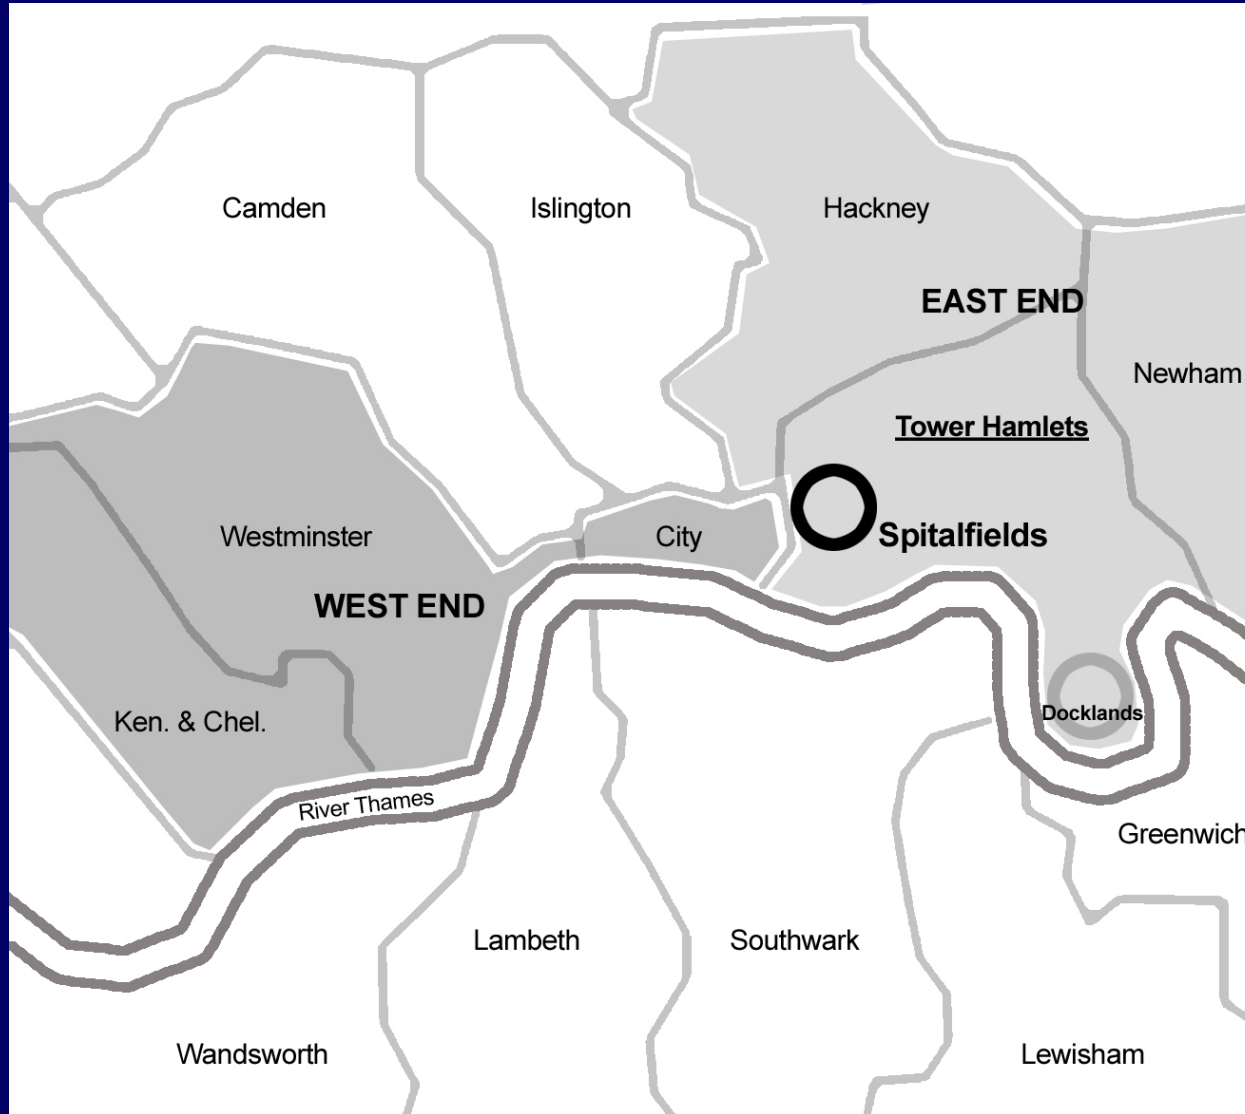 Camden
Islington
Hackney
EAST END
Newham
Tower Hamlets
Westminster
City
Spitalfields
WEST END
Ken. & Chel.
Docklands
River Thames
Greenwich
Lambeth
Southwark
Wandsworth
Lewisham